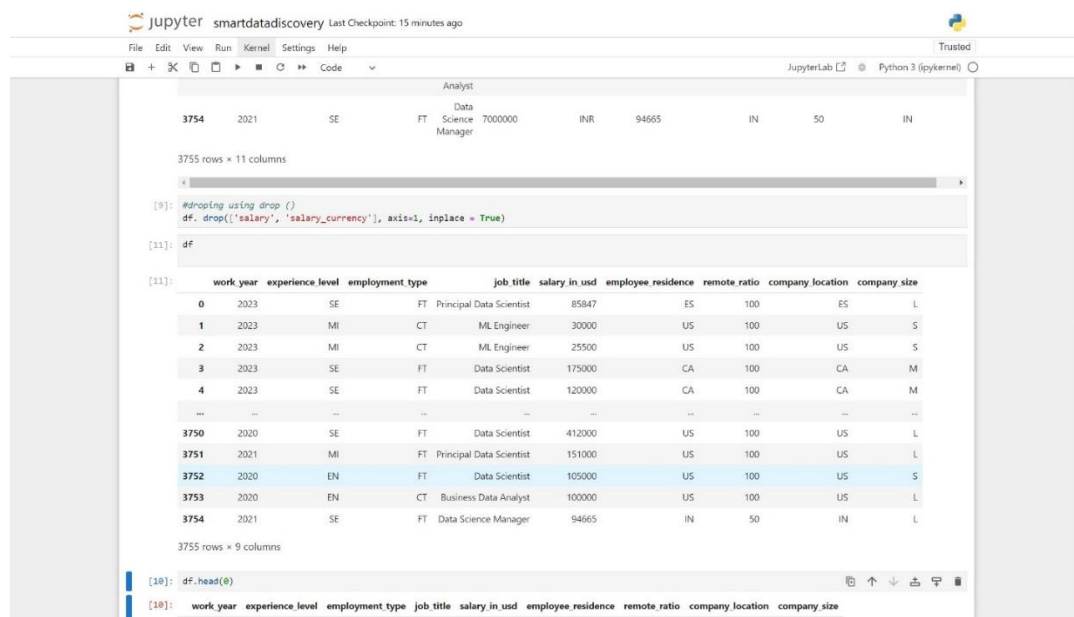 jupyter smartdatadiscovery Last Checkpoint: 15 minutes ago
File Edit View Run Kernel Settings Help Trusted
Code JupyterLab Python 3 (ipykernel)
Analyst
3754 2021 SE FT Data Science Manager 7000000 INR 94665 IN 50 IN
3755 rows × 11 columns
[9]: #droping using drop ()
df. drop(['salary', 'salary_currency'], axis=1, inplace = True)
[11]: df
[11]: work_year experience_level employment_type job_title salary_in_usd employee_residence remote_ratio company_location company_size
0 2023 SE FT Principal Data Scientist 85847 ES 100 ES L
1 2023 MI CT ML Engineer 30000 US 100 US S
2 2023 MI CT ML Engineer 25500 US 100 US S
3 2023 SE FT Data Scientist 175000 CA 100 CA M
4 2023 SE FT Data Scientist 120000 CA 100 CA M
... ... ... ... ... ... ... ... ... ...
3750 2020 SE FT Data Scientist 412000 US 100 US L
3751 2021 MI FT Principal Data Scientist 151000 US 100 US L
3752 2020 EN FT Data Scientist 105000 US 100 US S
3753 2020 EN CT Business Data Analyst 100000 US 100 US L
3754 2021 SE FT Data Science Manager 94665 IN 50 IN L
3755 rows × 9 columns
[10]: df.head(0)
[10]: work_year experience_level employment_type job_title salary_in_usd employee_residence remote_ratio company_location company_size